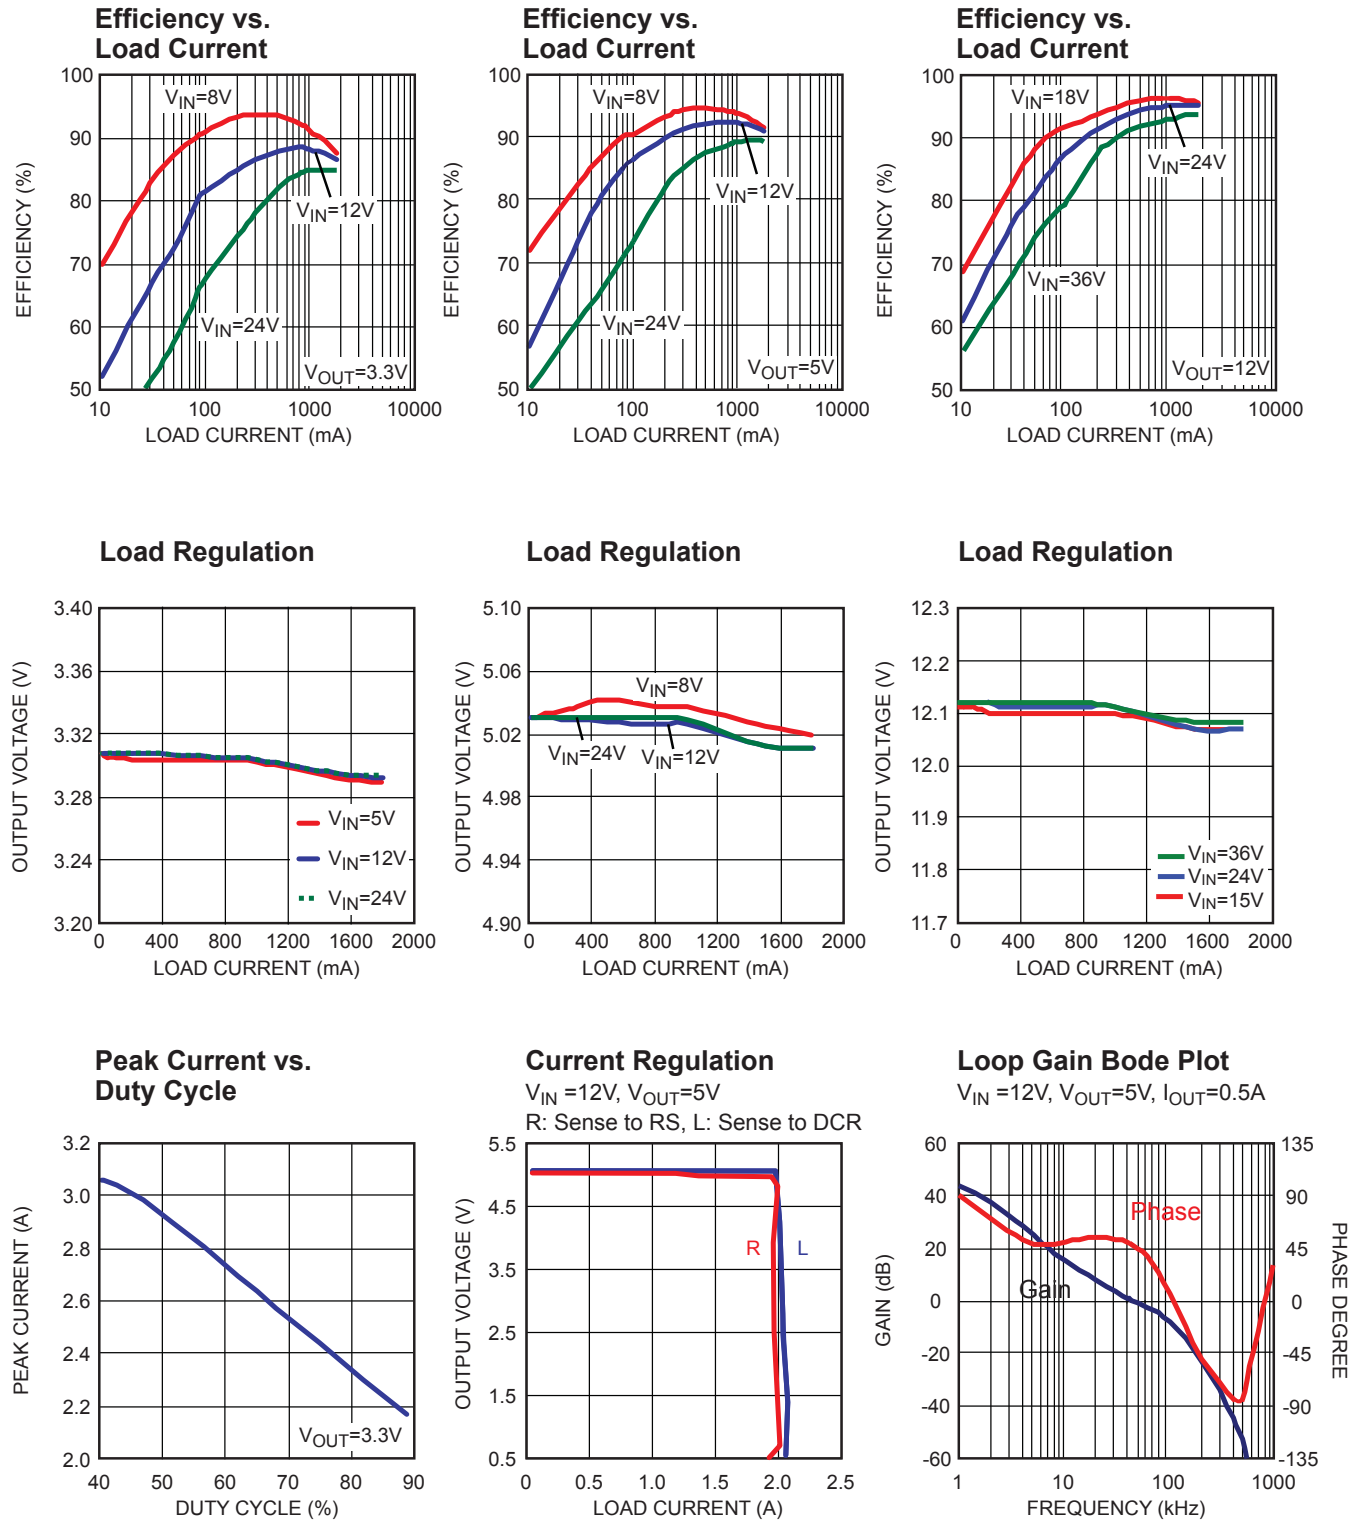 Efficiency vs.
Load Current
100
90
80
70
60
50
EFFICIENCY (%)
VIN=8V
VIN=12V
VIN=24V
VOUT=3.3V
10 100 1000 10000
LOAD CURRENT (mA)
Efficiency vs.
Load Current
100
90
80
70
60
50
EFFICIENCY (%)
VIN=8V
VIN=12V
VIN=24V
VOUT=5V
10 100 1000 10000
LOAD CURRENT (mA)
Efficiency vs.
Load Current
100
90
80
70
60
50
EFFICIENCY (%)
VIN=18V
VIN=24V
VIN=36V
VOUT=12V
10 100 1000 10000
LOAD CURRENT (mA)
Load Regulation
3.40
3.36
3.32
3.28
3.24
3.20
OUTPUT VOLTAGE (V)
VIN=5V
VIN=12V
VIN=24V
0 400 800 1200 1600 2000
LOAD CURRENT (mA)
Load Regulation
5.10
5.06
5.02
4.98
4.94
4.90
OUTPUT VOLTAGE (V)
VIN=8V
VIN=24V
VIN=12V
0 400 800 1200 1600 2000
LOAD CURRENT (mA)
Load Regulation
12.3
12.2
12.1
12.0
11.9
11.8
11.7
OUTPUT VOLTAGE (V)
VIN=36V
VIN=24V
VIN=15V
0 400 800 1200 1600 2000
LOAD CURRENT (mA)
Peak Current vs.
Duty Cycle
3.2
3.0
2.8
2.6
2.4
2.2
2.0
PEAK CURRENT (A)
VOUT=3.3V
40 50 60 70 80 90
DUTY CYCLE (%)
Current Regulation
VIN =12V, VOUT=5V
R: Sense to RS, L: Sense to DCR
5.5
4.5
3.5
2.5
1.5
0.5
OUTPUT VOLTAGE (V)
R L
0 0.5 1.0 1.5 2.0 2.5
LOAD CURRENT (A)
Loop Gain Bode Plot
VIN =12V, VOUT=5V, IOUT=0.5A
60
40
20
0
-20
-40
-60
GAIN (dB)
Phase
Gain
135
90
45
0
-45
-90
-135
PHASE DEGREE
1 10 100 1000
FREQUENCY (kHz)